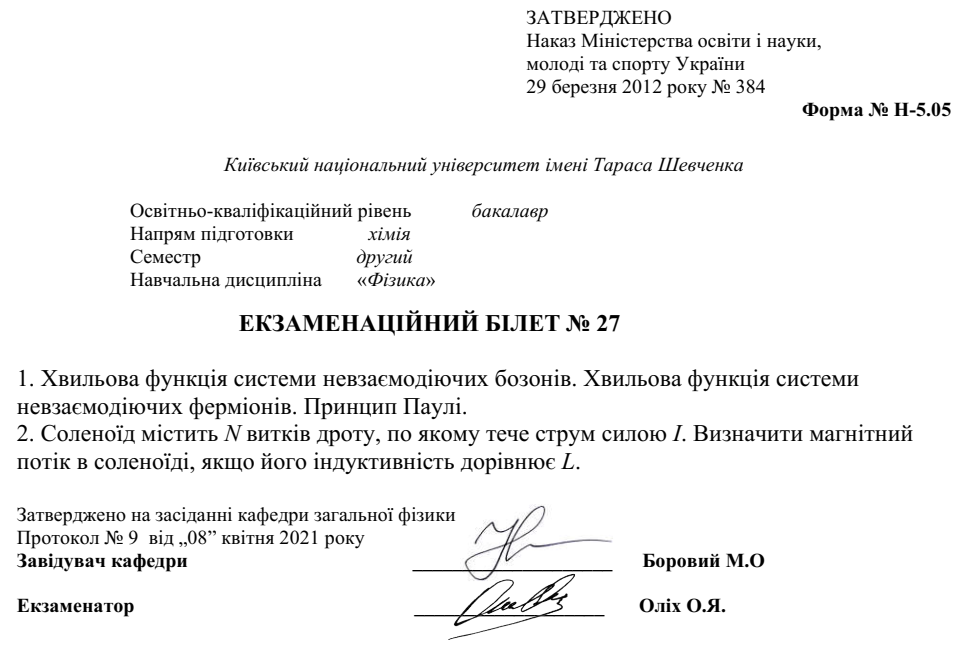 ЗАТВЕРДЖЕНО
Наказ Міністерства освіти і науки,
молоді та спорту України
29 березня 2012 року № 384
Форма № Н-5.05
Київський національний університет імені Тараса Шевченка
Освітньо-кваліфікаційний рівень бакалавр
Напрям підготовки хімія
Семестр другий
Навчальна дисципліна «Фізика»
ЕКЗАМЕНАЦІЙНИЙ БІЛЕТ № 27
1. Хвильова функція системи невзаємодіючих бозонів. Хвильова функція системи
невзаємодіючих ферміонів. Принцип Паулі.
2. Соленоїд містить N витків дроту, по якому тече струм силою I. Визначити магнітний
потік в соленоїді, якщо його індуктивність дорівнює L.
Затверджено на засіданні кафедри загальної фізики
Протокол № 9 від „08” квітня 2021 року
Завідувач кафедри ____________________ Боровий М.О
Екзаменатор ____________________ Оліх О.Я.